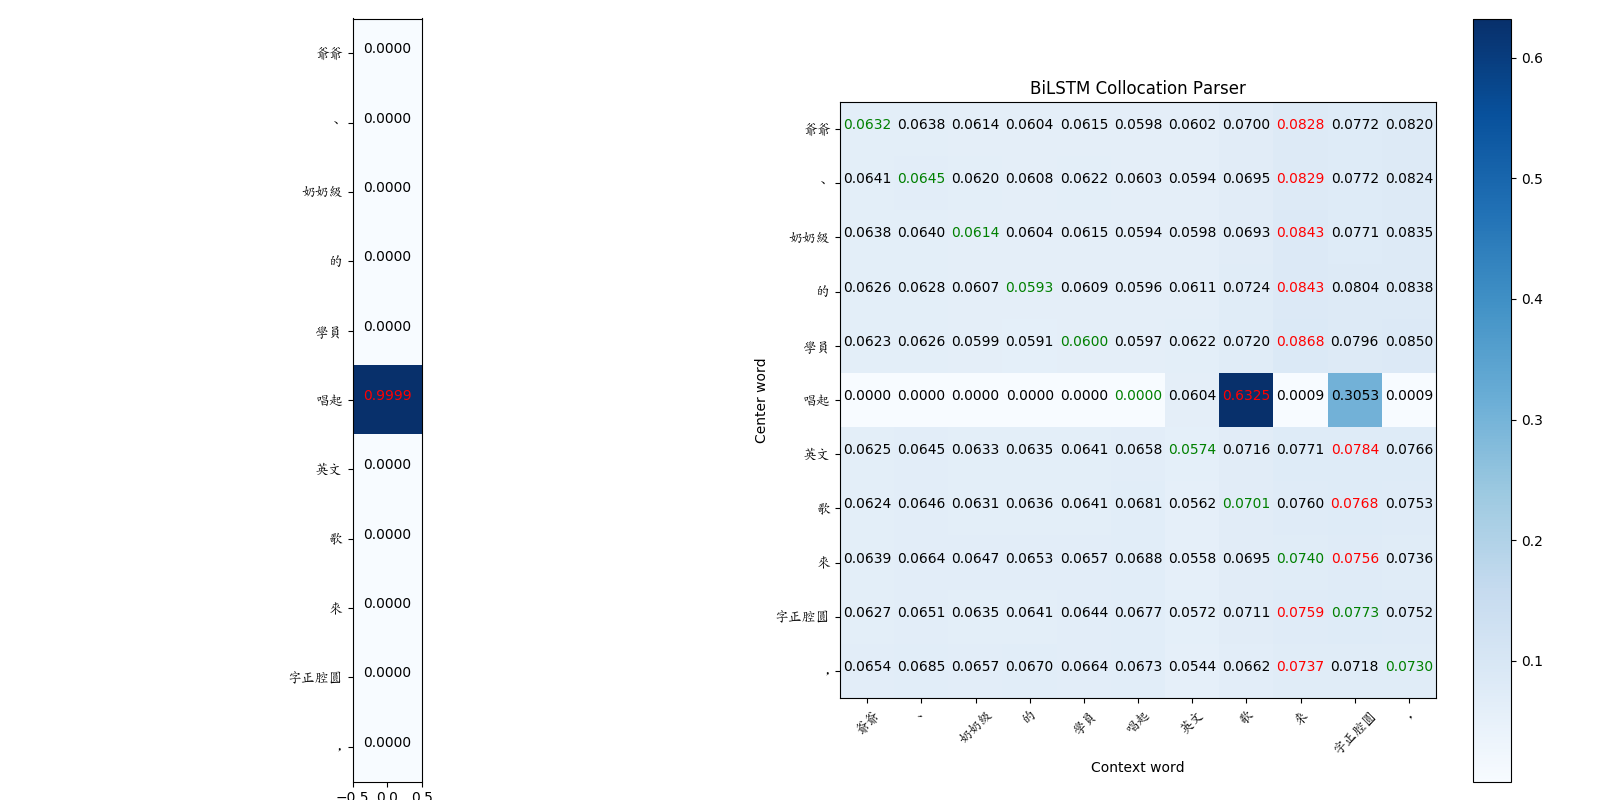 爺爺 0.0000
、 0.0000
奶奶級 0.0000
的 0.0000
學員 0.0000
唱起 0.9999
英文 0.0000
歌 0.0000
來 0.0000
字正腔圓 0.0000
, 0.0000
−0.5 0.0 0.5
BiLSTM Collocation Parser
Center word
爺爺 0.0632 0.0638 0.0614 0.0604 0.0615 0.0598 0.0602 0.0700 0.0828 0.0772 0.0820
、 0.0641 0.0645 0.0620 0.0608 0.0622 0.0603 0.0594 0.0695 0.0829 0.0772 0.0824
奶奶級 0.0638 0.0640 0.0614 0.0604 0.0615 0.0594 0.0598 0.0693 0.0843 0.0771 0.0835
的 0.0626 0.0628 0.0607 0.0593 0.0609 0.0596 0.0611 0.0724 0.0843 0.0804 0.0838
學員 0.0623 0.0626 0.0599 0.0591 0.0600 0.0597 0.0622 0.0720 0.0868 0.0796 0.0850
唱起 0.0000 0.0000 0.0000 0.0000 0.0000 0.0000 0.0604 0.6325 0.0009 0.3053 0.0009
英文 0.0625 0.0645 0.0633 0.0635 0.0641 0.0658 0.0574 0.0716 0.0771 0.0784 0.0766
歌 0.0624 0.0646 0.0631 0.0636 0.0641 0.0681 0.0562 0.0701 0.0760 0.0768 0.0753
來 0.0639 0.0664 0.0647 0.0653 0.0657 0.0688 0.0558 0.0695 0.0740 0.0756 0.0736
字正腔圓 0.0627 0.0651 0.0635 0.0641 0.0644 0.0677 0.0572 0.0711 0.0759 0.0773 0.0752
, 0.0654 0.0685 0.0657 0.0670 0.0664 0.0673 0.0544 0.0662 0.0737 0.0718 0.0730
爺爺 、 奶奶級 的 學員 唱起 英文 歌 來 字正腔圓 ,
Context word
0.6
0.5
0.4
0.3
0.2
0.1